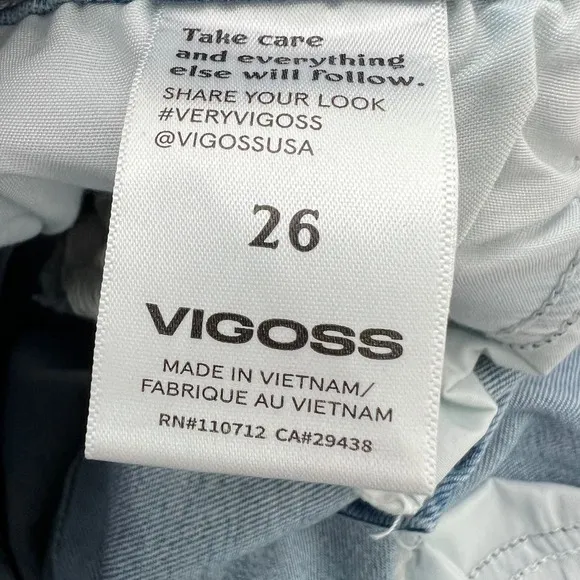 Take care
and everything
else will follow.
SHARE YOUR LOOK
#VERYVIGOSS
@VIGOSSUSA
26
VIGOSS
MADE IN VIETNAM/
FABRIQUE AU VIETNAM
RN#110712 CA#29438